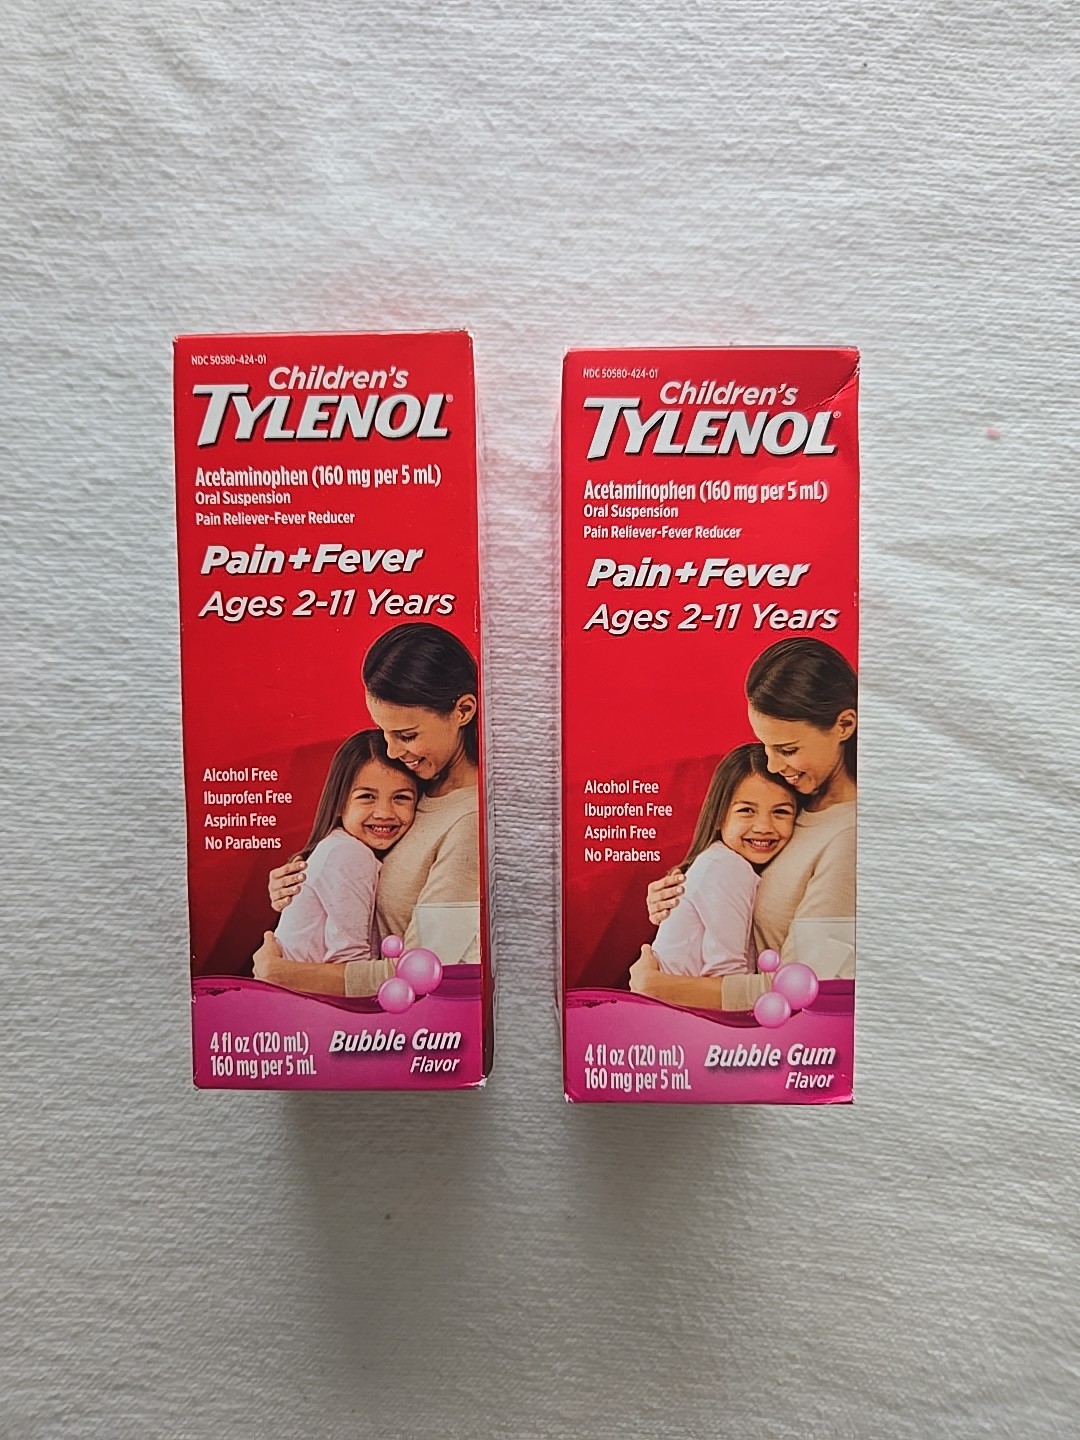 NDC 50580-424-01
Children's
TYLENOL®
Acetaminophen (160 mg per 5 mL)
Oral Suspension
Pain Reliever-Fever Reducer
Pain+Fever
Ages 2-11 Years
Alcohol Free
Ibuprofen Free
Aspirin Free
No Parabens
4 fl oz (120 mL)
160 mg per 5 mL
Bubble Gum
Flavor
NDC 50580-424-01
Children's
TYLENOL®
Acetaminophen (160 mg per 5 mL)
Oral Suspension
Pain Reliever-Fever Reducer
Pain+Fever
Ages 2-11 Years
Alcohol Free
Ibuprofen Free
Aspirin Free
No Parabens
4 fl oz (120 mL)
160 mg per 5 mL
Bubble Gum
Flavor